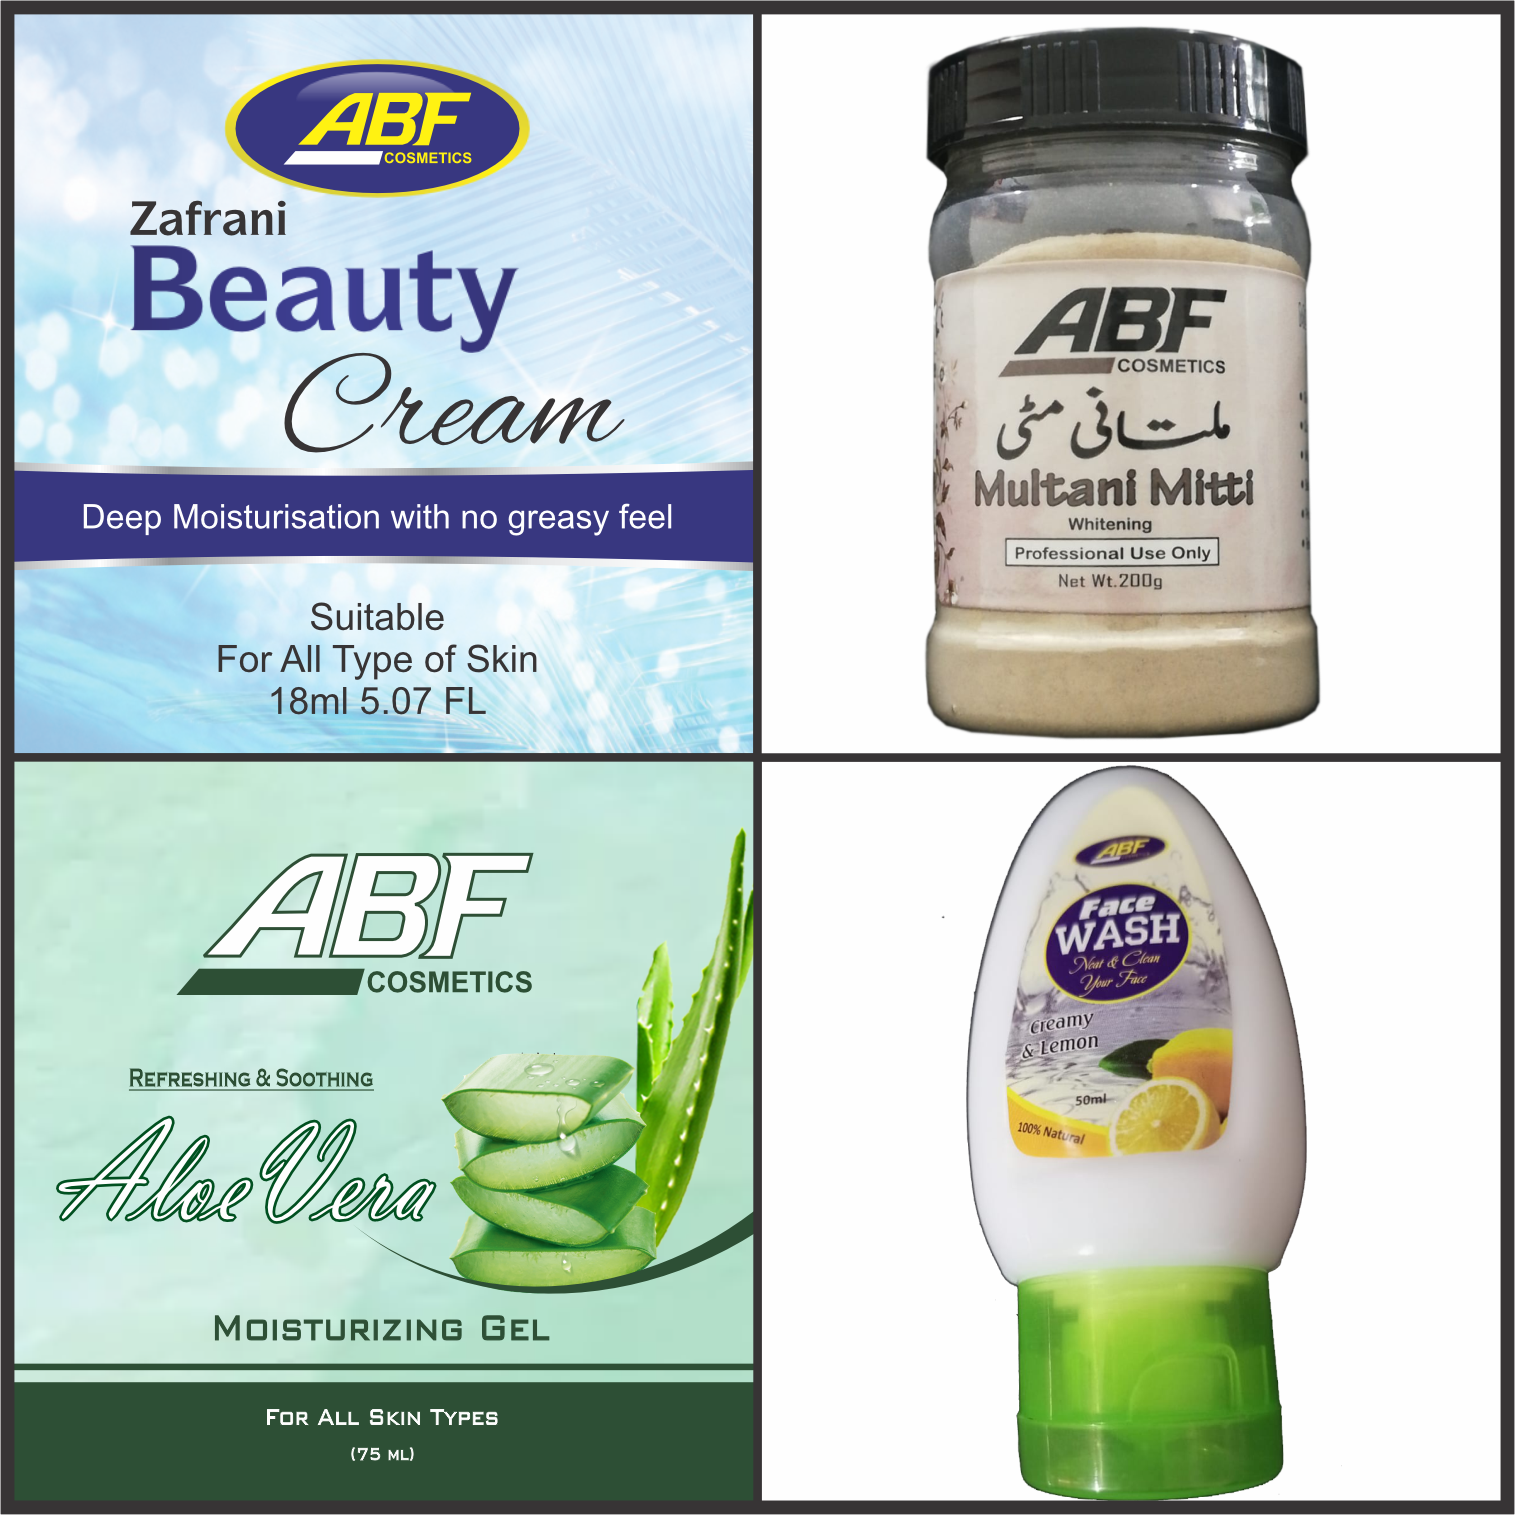 ABF
COSMETICS
Zafrani
Beauty
Cream
Deep Moisturisation with no greasy feel
Suitable
For All Type of Skin
18ml 5.07 FL
ABF
COSMETICS
ملتانی مٹی
Multani Mitti
Whitening
Professional Use Only
Net Wt.200g
ABF
COSMETICS
REFRESHING & SOOTHING
Aloe Vera
MOISTURIZING GEL
FOR ALL SKIN TYPES
(75 ML)
ABF
Face
WASH
Neat & Clean
Your Face
Creamy
& Lemon
50ml
100% Natural